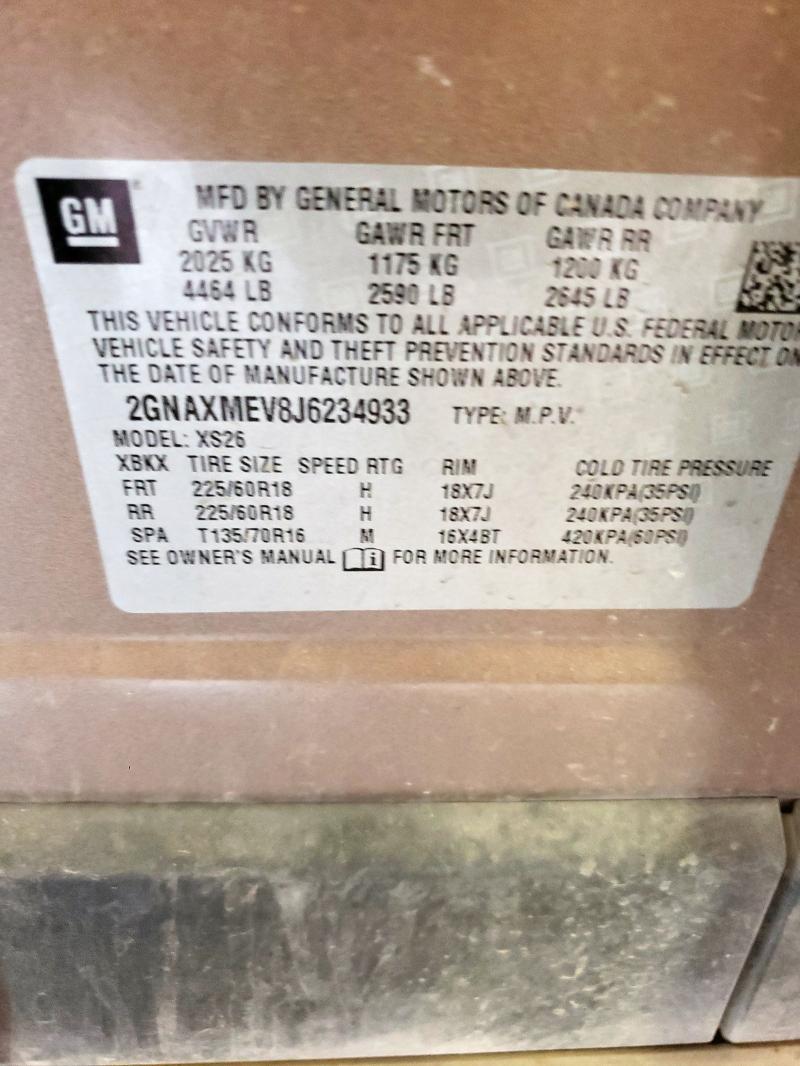 GM
MFD BY GENERAL MOTORS OF CANADA COMPANY
GVWR GAWR FRT GAWR RR
2025 KG 1175 KG 1200 KG
4464 LB 2590 LB 2645 LB
THIS VEHICLE CONFORMS TO ALL APPLICABLE U.S. FEDERAL MOTOR
VEHICLE SAFETY AND THEFT PREVENTION STANDARDS IN EFFECT ON
THE DATE OF MANUFACTURE SHOWN ABOVE.
2GNAXMEV8J6234933 TYPE: M.P.V.
MODEL: XS26
XBKX TIRE SIZE SPEED RTG RIM COLD TIRE PRESSURE
FRT 225/60R18 H 18X7J 240KPA(35PSI)
RR 225/60R18 H 18X7J 240KPA(35PSI)
SPA T135/70R16 M 16X4BT 420KPA(60PSI)
SEE OWNER'S MANUAL i FOR MORE INFORMATION.